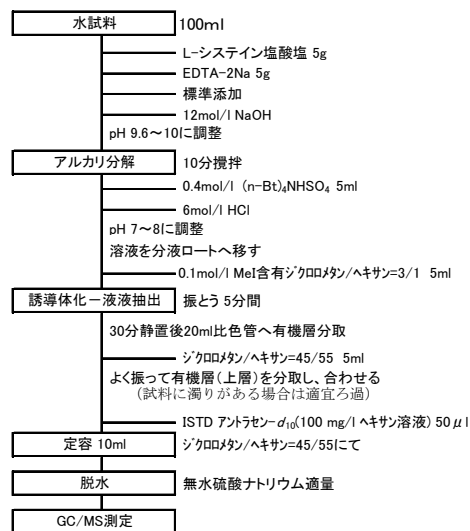 水試料 100ml
L-システイン塩酸塩 5g
EDTA-2Na 5g
標準添加
12mol/l NaOH
pH 9.6～10に調整
アルカリ分解 10分攪拌
0.4mol/l (n-Bt)₄NHSO₄ 5ml
6mol/l HCl
pH 7～8に調整
溶液を分液ロートへ移す
0.1mol/l MeI含有ジクロロメタン/ヘキサン=3/1 5ml
誘導体化－液液抽出 振とう 5分間
30分静置後20ml比色管へ有機層分取
ジクロロメタン/ヘキサン=45/55 5ml
よく振って有機層(上層)を分取し、合わせる
(試料に濁りがある場合は適宜ろ過)
ISTD アントラセン-d₁₀(100 mg/l ヘキサン溶液) 50μl
定容 10ml ジクロロメタン/ヘキサン=45/55にて
脱水 無水硫酸ナトリウム適量
GC/MS測定